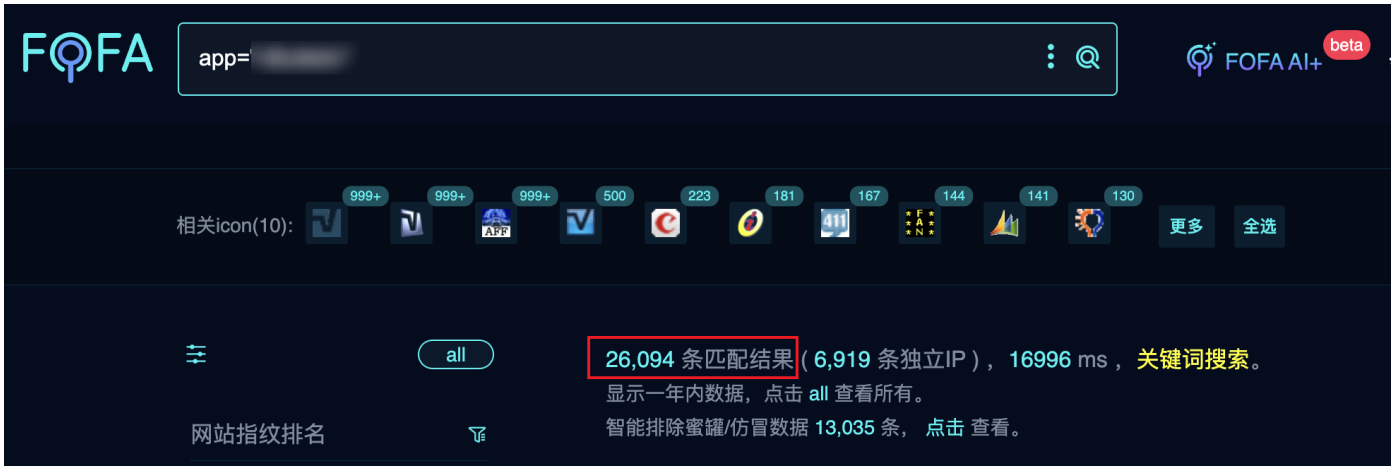 FOFA
app="
FOFA AI+ beta
999+ 999+ 999+ 500 223 181 167 144 141 130
相关icon(10): AFF 411 FAN 更多 全选
all
26,094 条匹配结果 ( 6,919 条独立IP ) ，16996 ms ，关键词搜索。
显示一年内数据，点击 all 查看所有。
智能排除蜜罐/仿冒数据 13,035 条， 点击 查看。
网站指纹排名